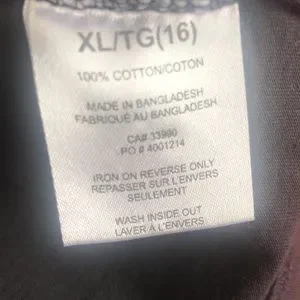 XL/TG(16)
100% COTTON/COTON
MADE IN BANGLADESH
FABRIQUÉ AU BANGLADESH
CA# 33990
PO # 4001214
IRON ON REVERSE ONLY
REPASSER SUR L'ENVERS
SEULEMENT
WASH INSIDE OUT
LAVER À L'ENVERS